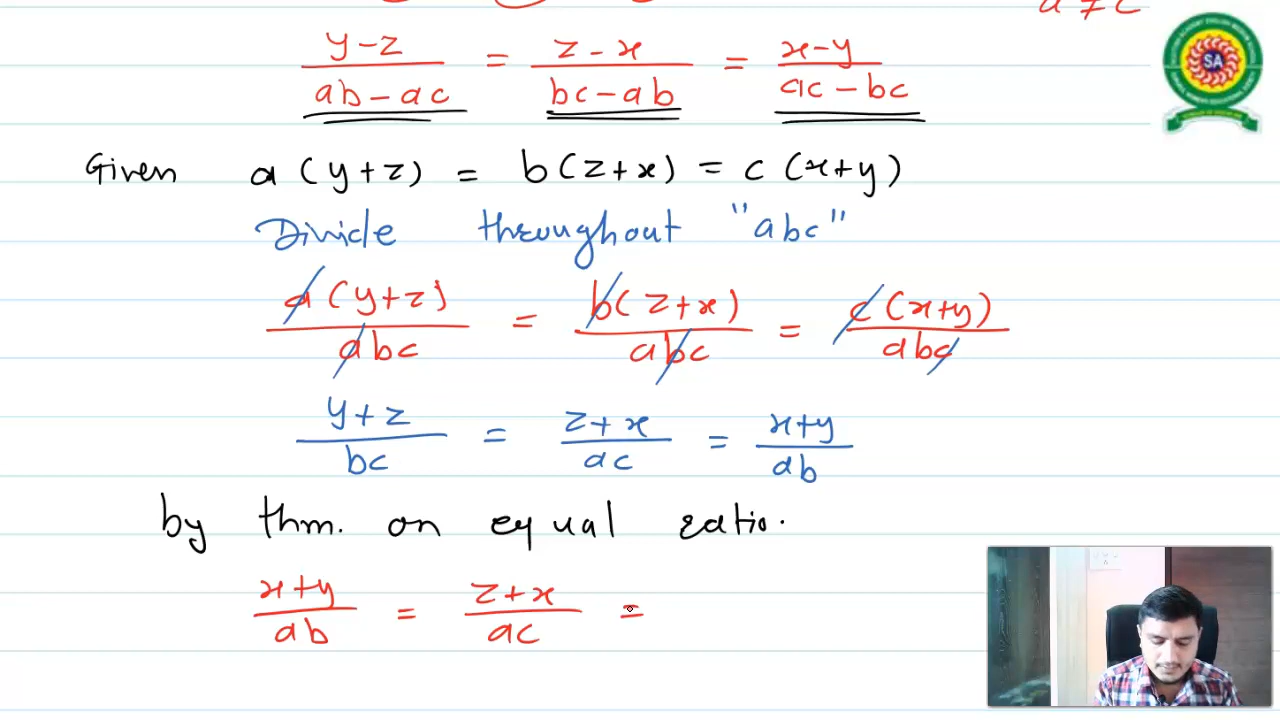 a ≠ c
y-z/ab-ac = z-x/bc-ab = x-y/ac-bc
SA
Given a(y+z) = b(z+x) = c(x+y)
Divide throughout "abc"
a(y+z)/abc = b(z+x)/abc = c(x+y)/abc
y+z/bc = z+x/ac = x+y/ab
by thm. on equal ratio.
x+y/ab = z+x/ac =